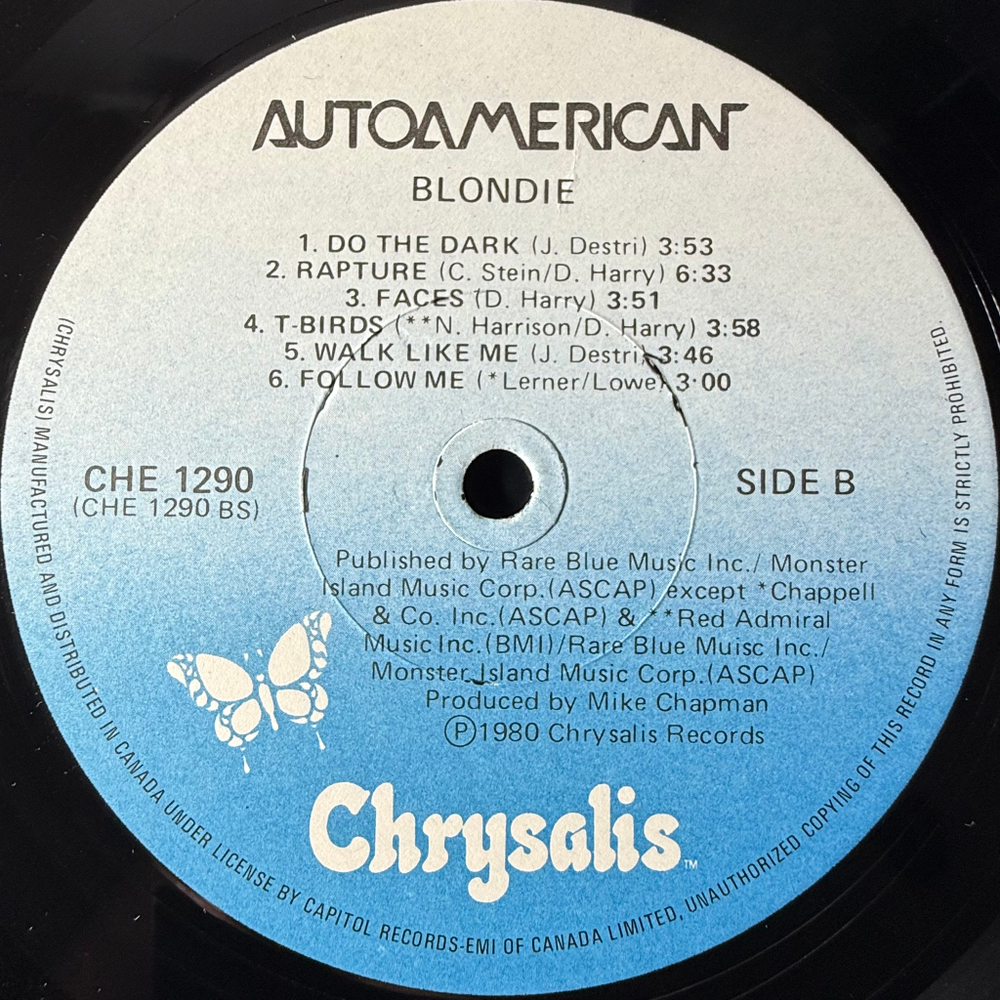 AUTOAMERICAN
BLONDIE
1. DO THE DARK (J. Destri) 3:53
2. RAPTURE (C. Stein/D. Harry) 6:33
3. FACES (D. Harry) 3:51
4. T-BIRDS (**N. Harrison/D. Harry) 3:58
5. WALK LIKE ME (J. Destri) 3:46
6. FOLLOW ME (*Lerner/Lowe) 3:00
CHE 1290
(CHE 1290 BS)
SIDE B
Published by Rare Blue Music Inc./ Monster
Island Music Corp.(ASCAP) except *Chappell
& Co. Inc.(ASCAP) & **Red Admiral
Music Inc.(BMI)/Rare Blue Muisc Inc./
Monster Island Music Corp.(ASCAP)
Produced by Mike Chapman
Ⓟ1980 Chrysalis Records
Chrysalis™
(CHRYSALIS) MANUFACTURED AND DISTRIBUTED IN CANADA UNDER LICENSE BY CAPITOL RECORDS-EMI OF CANADA LIMITED, UNAUTHORIZED COPYING OF THIS RECORD IN ANY FORM IS STRICTLY PROHIBITED.